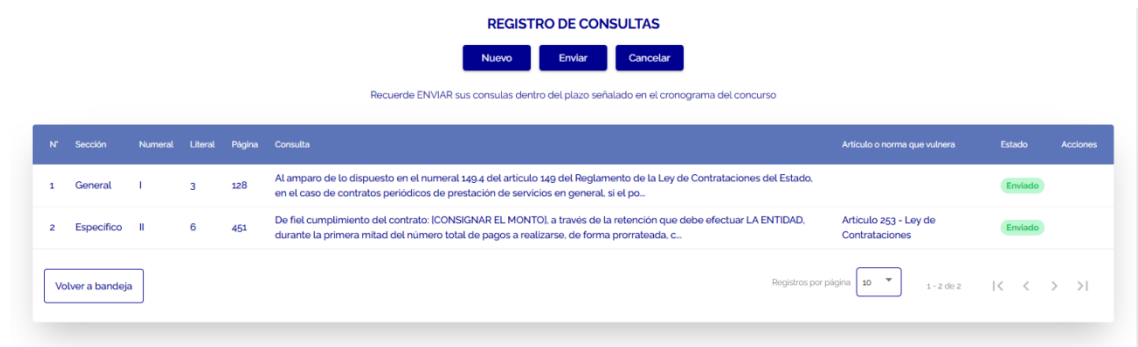 REGISTRO DE CONSULTAS
Nuevo Enviar Cancelar
Recuerde ENVIAR sus consulas dentro del plazo señalado en el cronograma del concurso
N° Sección Numeral Literal Página Consulta Artículo o norma que vulnera Estado Acciones
1 General I 3 128 Al amparo de lo dispuesto en el numeral 149.4 del artículo 149 del Reglamento de la Ley de Contrataciones del Estado, Enviado
en el caso de contratos periódicos de prestación de servicios en general, si el po...
2 Específico II 6 451 De fiel cumplimiento del contrato: [CONSIGNAR EL MONTO], a través de la retención que debe efectuar LA ENTIDAD, Artículo 253 - Ley de Enviado
durante la primera mitad del número total de pagos a realizarse, de forma prorrateada, c... Contrataciones
Volver a bandeja Registros por página 10 1 - 2 de 2